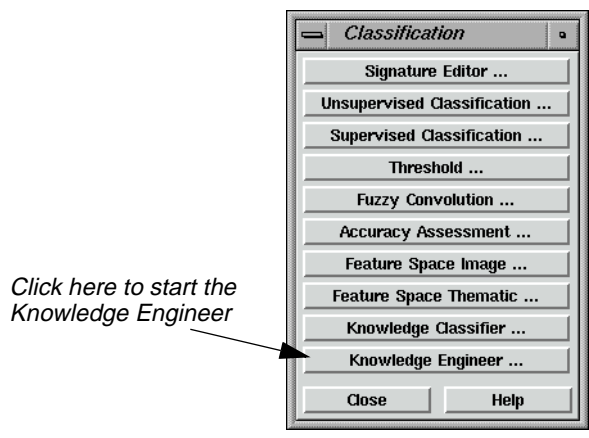 Classification
Signature Editor ...
Unsupervised Classification ...
Supervised Classification ...
Threshold ...
Fuzzy Convolution ...
Accuracy Assessment ...
Feature Space Image ...
Feature Space Thematic ...
Knowledge Classifier ...
Knowledge Engineer ...
Close
Help
Click here to start the
Knowledge Engineer